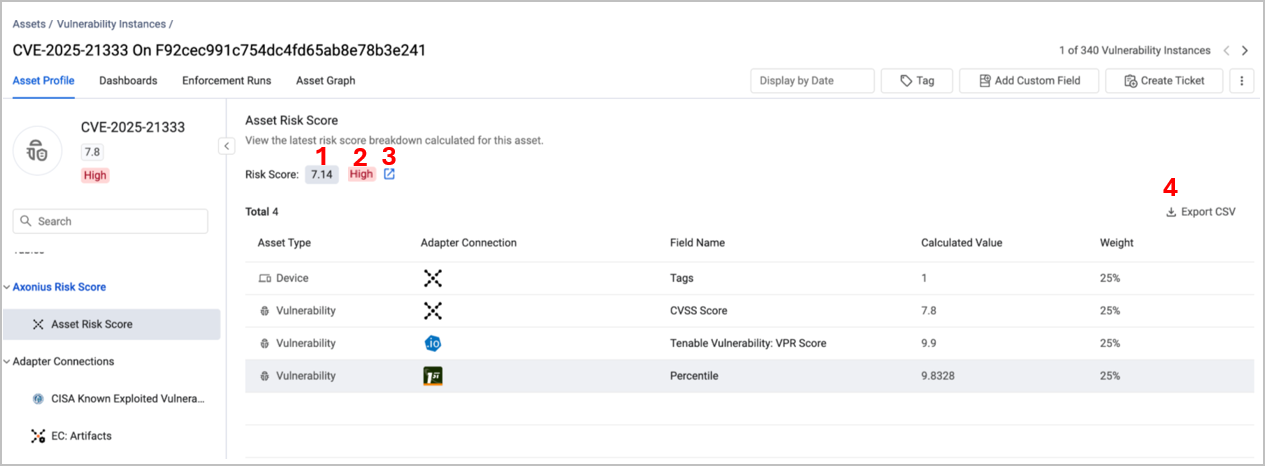 Assets / Vulnerability Instances /
CVE-2025-21333 On F92cec991c754dc4fd65ab8e78b3e241
1 of 340 Vulnerability Instances
Asset Profile Dashboards Enforcement Runs Asset Graph
Display by Date Tag Add Custom Field Create Ticket
CVE-2025-21333
7.8
High
Search
Axonius Risk Score
Asset Risk Score
Adapter Connections
CISA Known Exploited Vulnera...
EC: Artifacts
Asset Risk Score
View the latest risk score breakdown calculated for this asset.
1 2 3
Risk Score: 7.14 High
4
Total 4 Export CSV
Asset Type Adapter Connection Field Name Calculated Value Weight
Device Tags 1 25%
Vulnerability CVSS Score 7.8 25%
Vulnerability .io Tenable Vulnerability: VPR Score 9.9 25%
Vulnerability Percentile 9.8328 25%